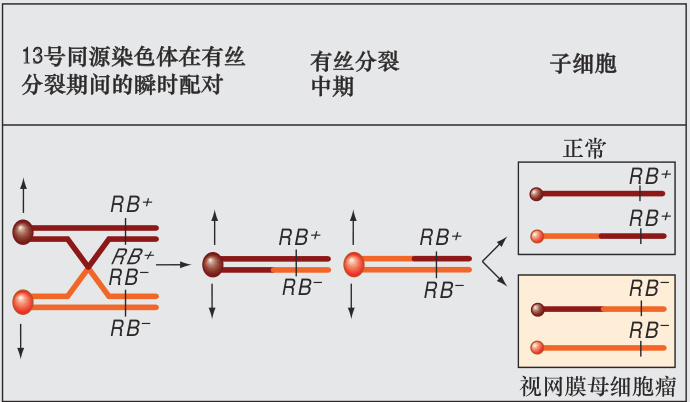 13号同源染色体在有丝
分裂期间的瞬时配对
有丝分裂
中期
子细胞
正常
RB+
RB+
RB−
RB−
RB+
RB−
RB+
RB−
RB+
RB+
RB−
RB−
视网膜母细胞瘤